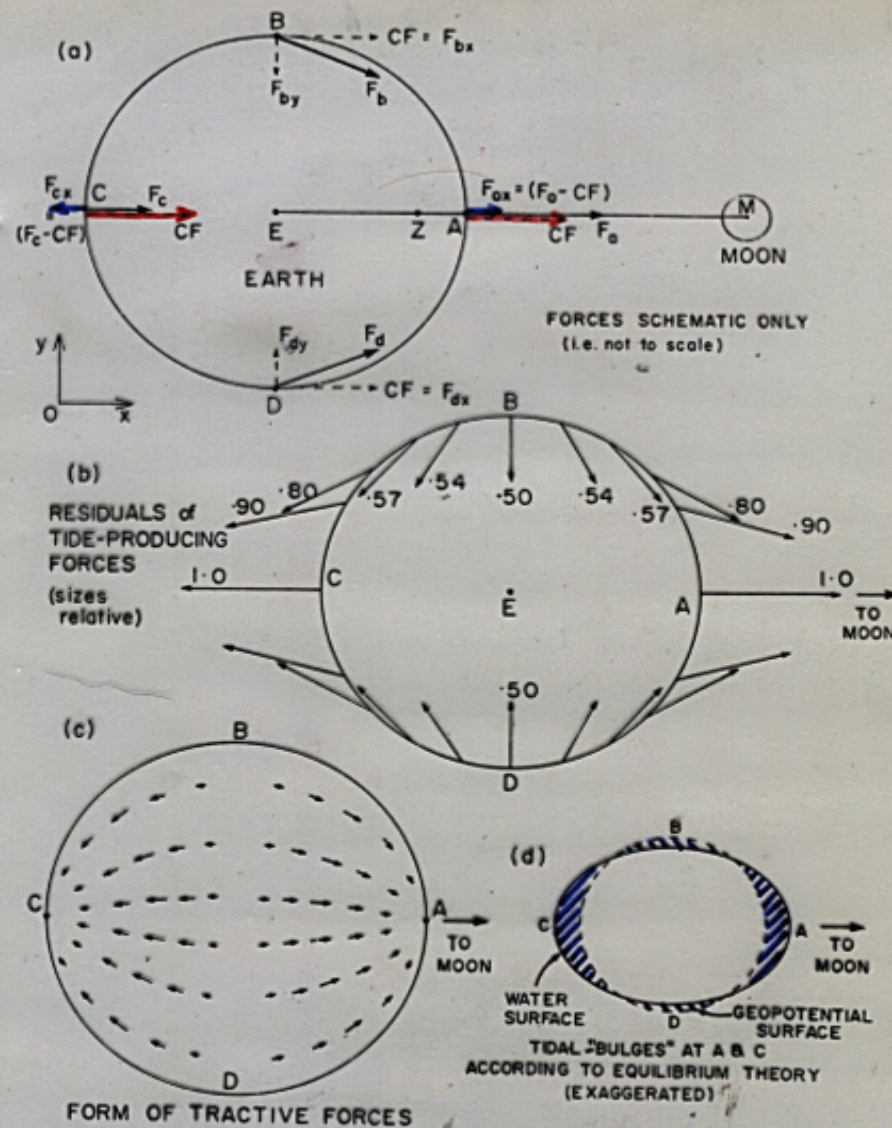 (a)
B
CF = Fbx
Fby
Fb
Fcx
C
Fc
(Fc-CF)
CF
E
Z
A
Fax = (Fa - CF)
CF
Fa
M
MOON
EARTH
FORCES SCHEMATIC ONLY
(i.e. not to scale)
Fdy
Fd
CF = Fdx
D
y
O
x
(b)
RESIDUALS of
TIDE-PRODUCING
FORCES
(sizes
relative)
B
·90
·80
·57
·54
·50
·54
·57
·80
·90
1·0
C
E
A
1·0
TO
MOON
·50
D
(c)
B
C
A
TO
MOON
D
FORM OF TRACTIVE FORCES
(d)
B
C
A
TO
MOON
D
WATER
SURFACE
GEOPOTENTIAL
SURFACE
TIDAL "BULGES" AT A & C
ACCORDING TO EQUILIBRIUM THEORY
(EXAGGERATED)